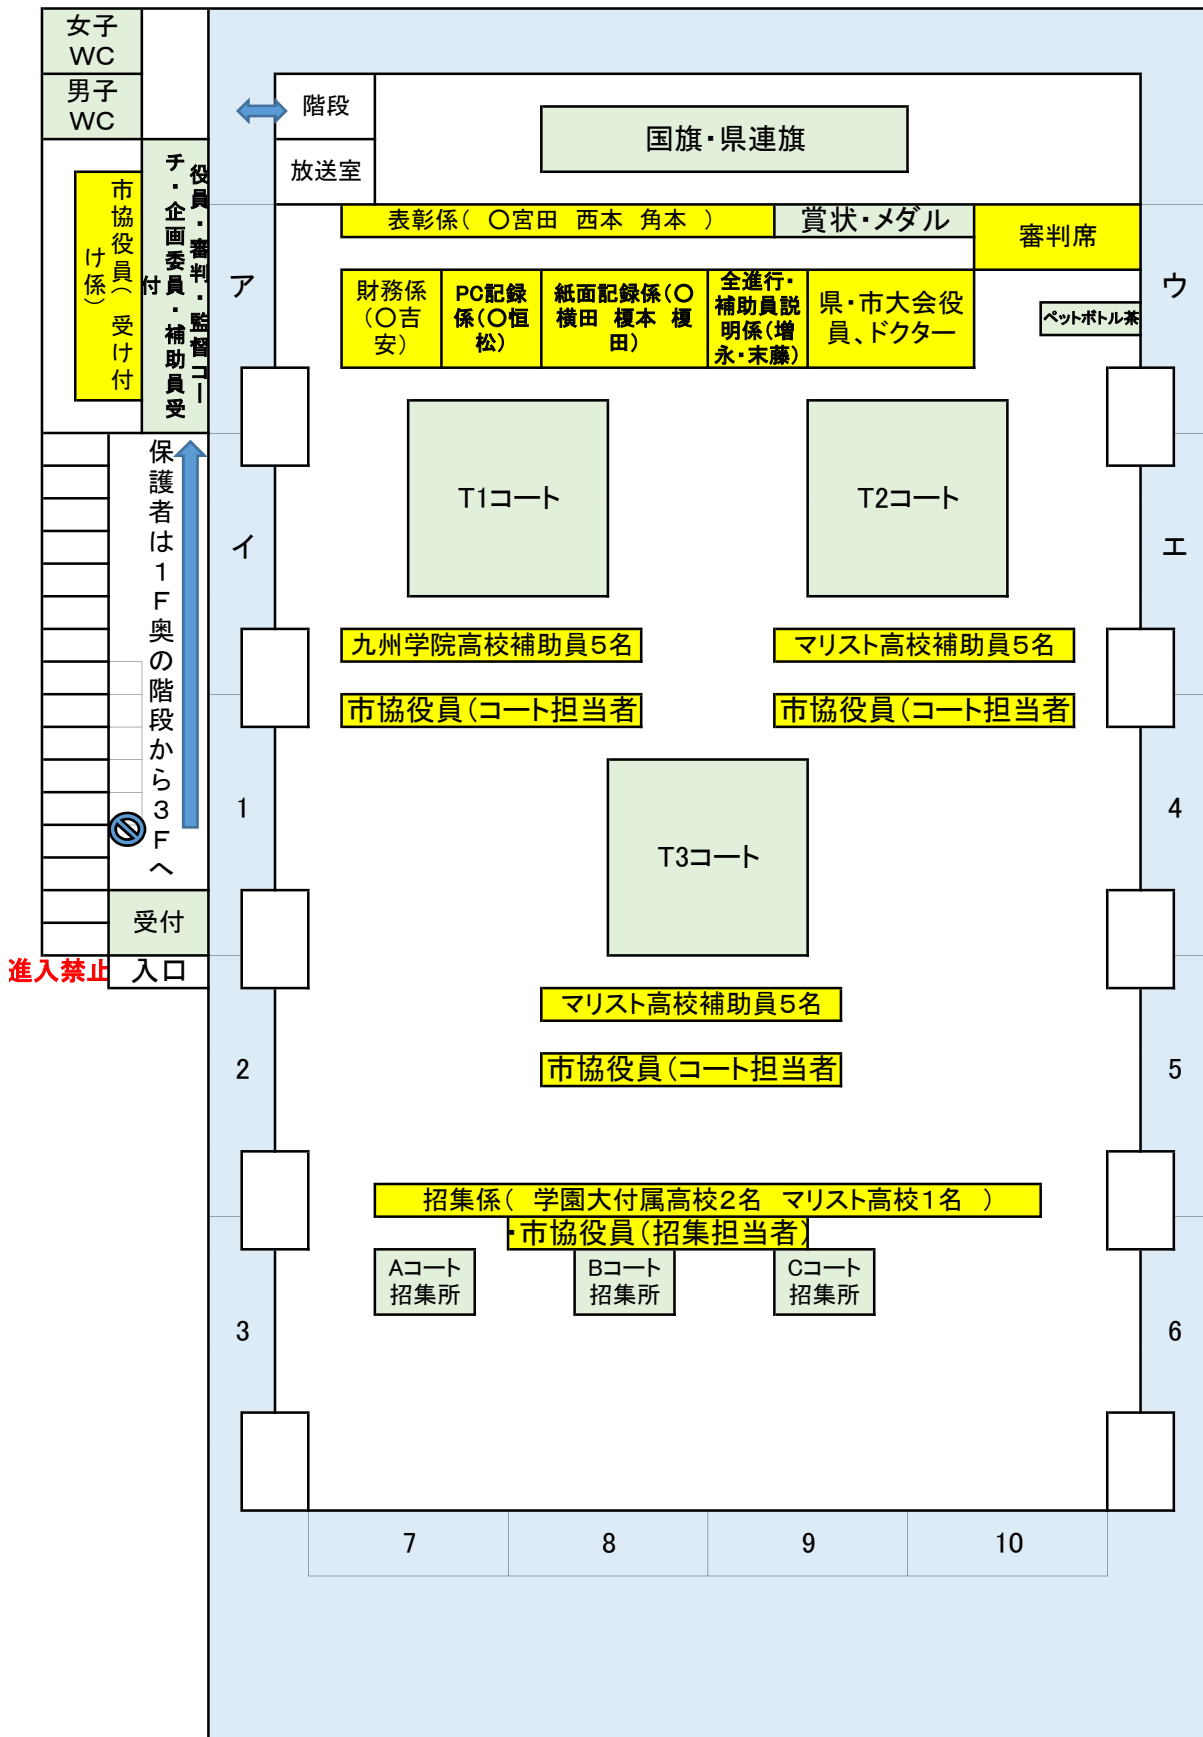 女子
WC
男子
WC
階段
放送室
国旗・県連旗
役員・審判・監督コー
チ・企画委員・補助員受
付
市協役員（受け付
け係）
表彰係（　〇宮田　西本　角本　）
賞状・メダル
審判席
財務係
（〇吉
安）
PC記録
係（〇恒
松）
紙面記録係（〇
横田　榎本　榎
田）
全進行・
補助員説
明係（増
永・末藤）
県・市大会役
員、ドクター
ペットボトル茶
ア
ウ
保護者は１Ｆ奥の階段から３Ｆへ
イ
T1コート
T2コート
エ
九州学院高校補助員５名
マリスト高校補助員５名
市協役員（コート担当者
市協役員（コート担当者
1
T3コート
4
受付
進入禁止
入口
マリスト高校補助員５名
市協役員（コート担当者
2
5
招集係（　学園大付属高校２名　マリスト高校１名　）
・市協役員（招集担当者）
Aコート
招集所
Bコート
招集所
Cコート
招集所
3
6
7
8
9
10